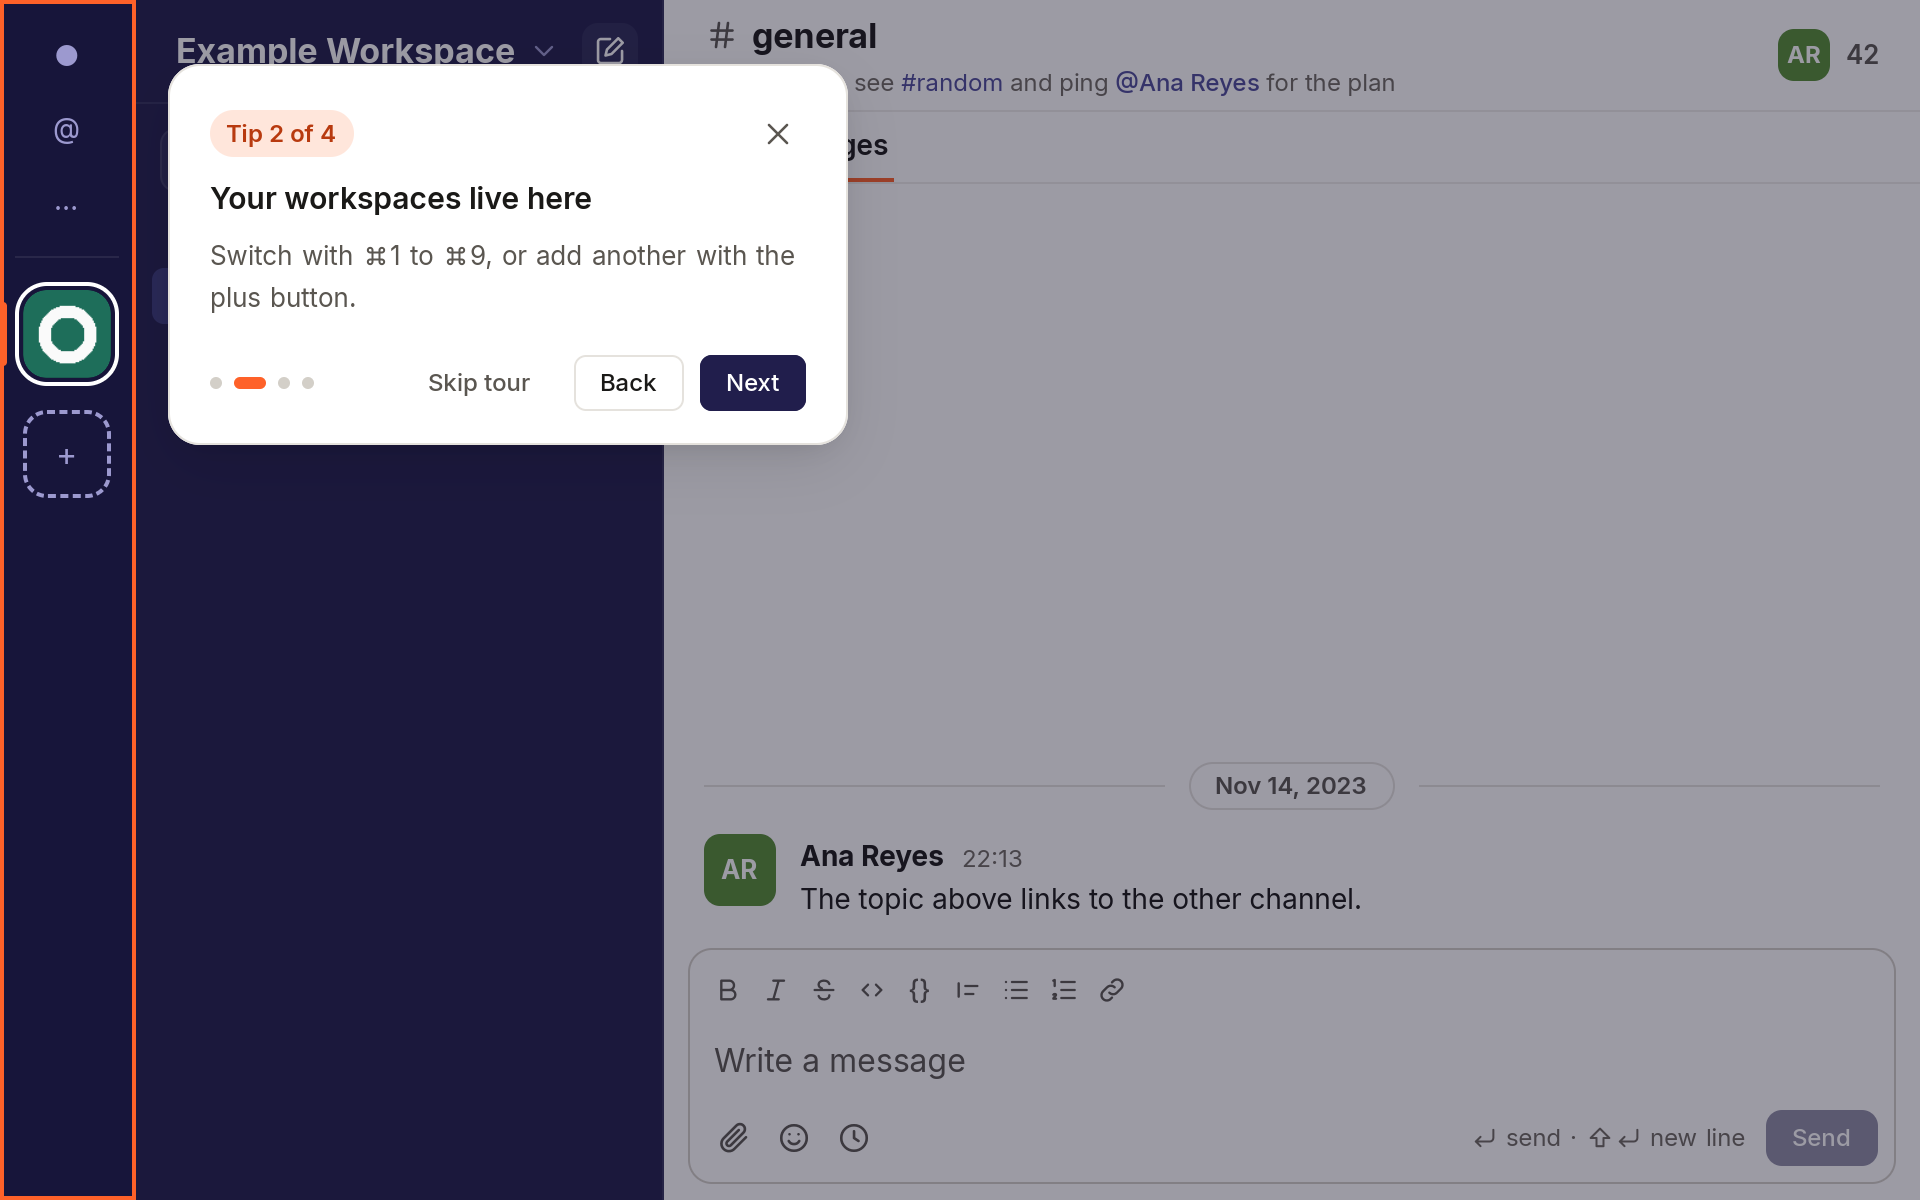 @
Example Workspace
Tip 2 of 4
Your workspaces live here
Switch with ⌘1 to ⌘9, or add another with the
plus button.
Skip tour
Back
Next
+
# general
see #random and ping @Ana Reyes for the plan
AR 42
ges
Nov 14, 2023
AR
Ana Reyes 22:13
The topic above links to the other channel.
Write a message
send · ⇧ new line
Send